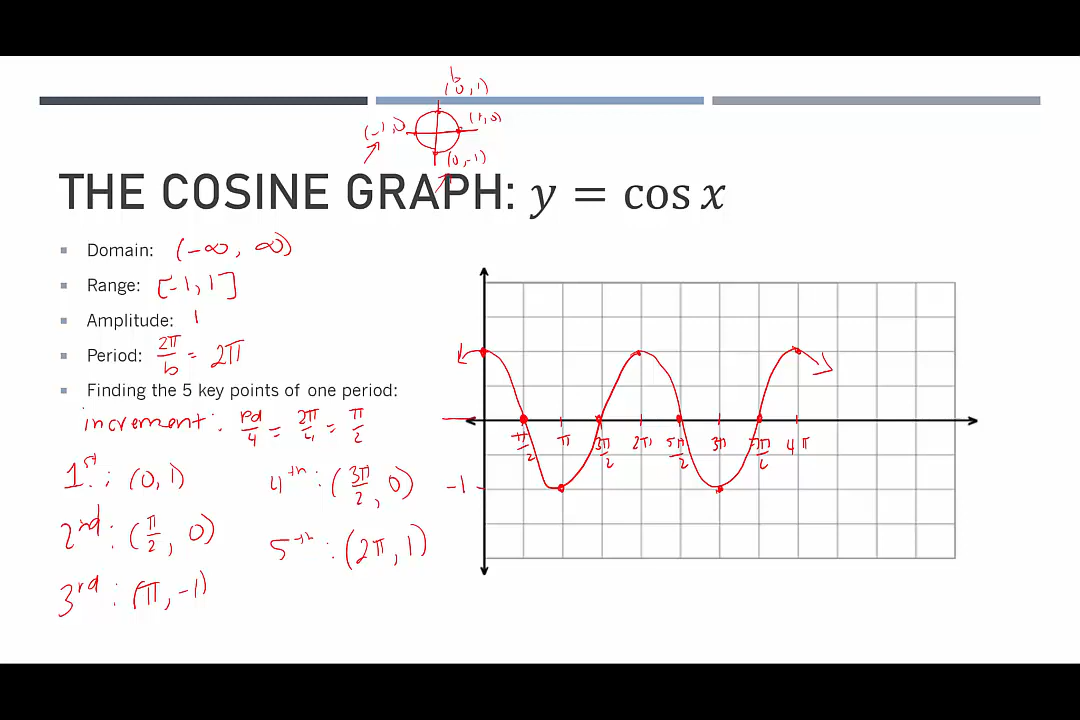 b
(0, 1)
(-1, 0
(1, 0)
(0, -1)
THE COSINE GRAPH: y = cos x
Domain: (-∞, ∞)
Range: [-1, 1]
Amplitude: 1
Period: 2π/b = 2π
Finding the 5 key points of one period:
increment: Pd/4 = 2π/4 = π/2
1st: (0, 1)
2nd: (π/2, 0)
3rd: (π, -1)
4th: (3π/2, 0)
5th: (2π, 1)
π/2 π 3π/2 2π 5π/2 3π 7π/2 4π
-1